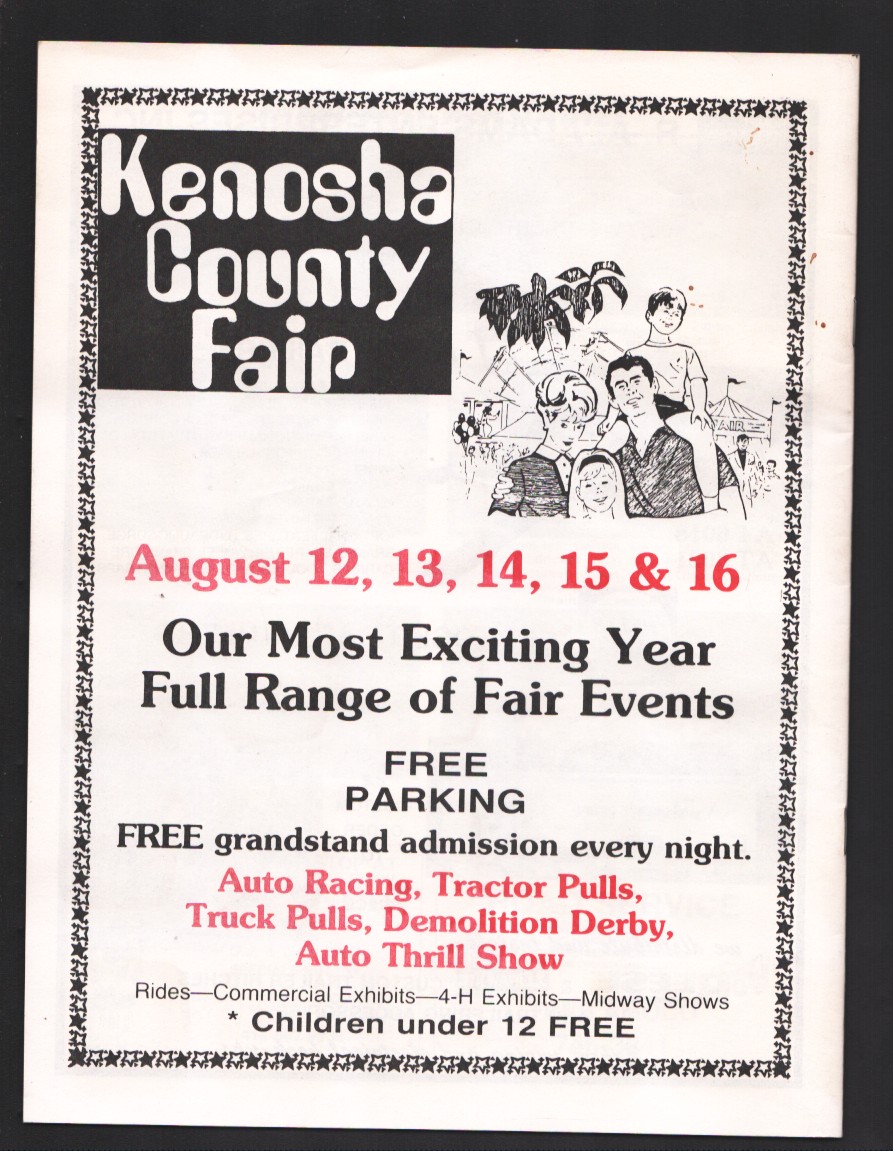 Kenosha
County
Fair
FAIR
August 12, 13, 14, 15 & 16
Our Most Exciting Year
Full Range of Fair Events
FREE
PARKING
FREE grandstand admission every night.
Auto Racing, Tractor Pulls,
Truck Pulls, Demolition Derby,
Auto Thrill Show
Rides—Commercial Exhibits—4-H Exhibits—Midway Shows
* Children under 12 FREE